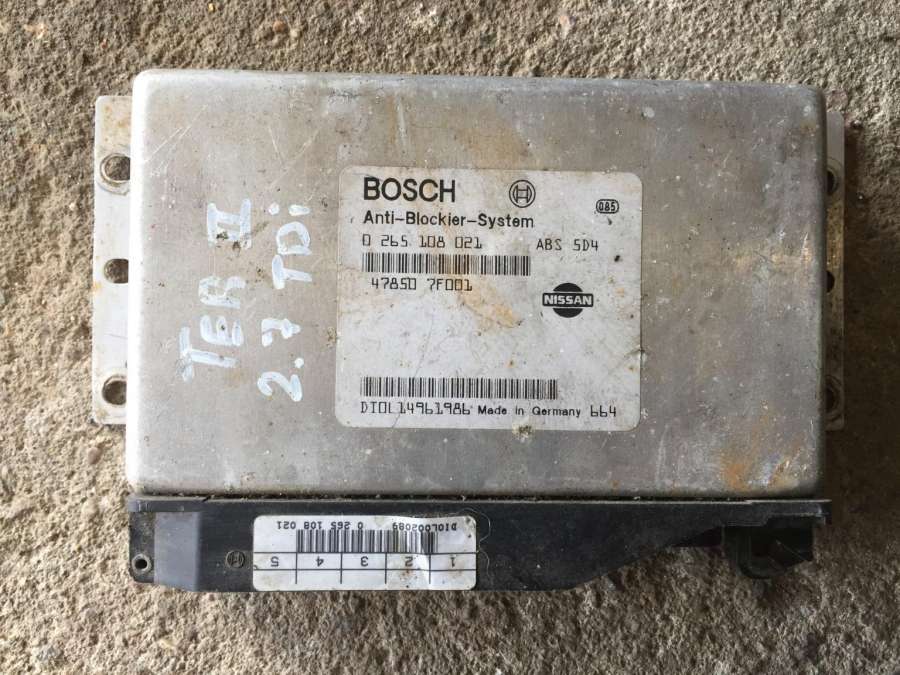 TER II
2.7 TDi
BOSCH
085
Anti-Blockier-System
0 265 108 021 ABS 5D4
47850 7F001
NISSAN
DIOL14961986 Made in Germany 664
DIOL002089 0 265 108 021
1 2 3 4 5